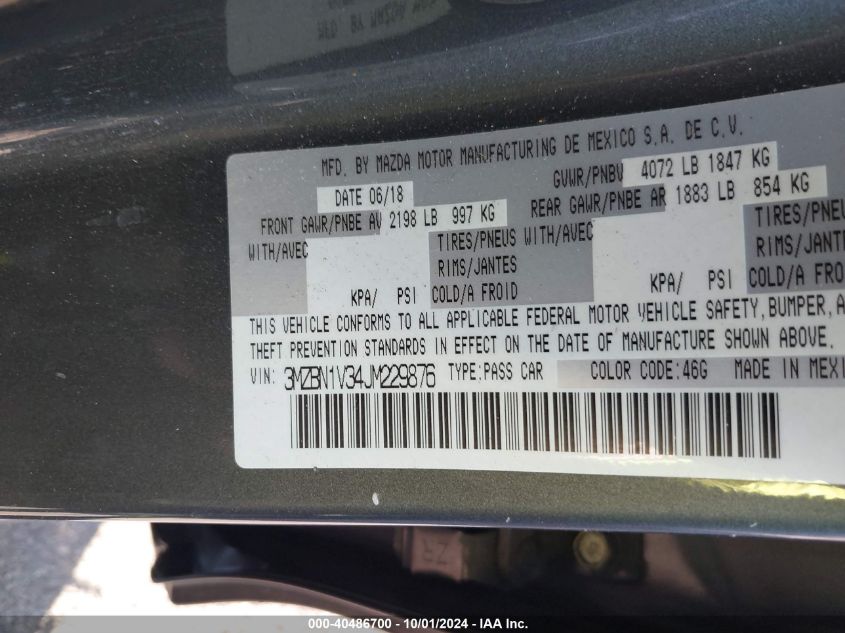 MFD. BY MAZDA MOTOR MANUFACTURING DE MEXICO S.A. DE C.V.
DATE 06/18 GVWR/PNBV 4072 LB 1847 KG
FRONT GAWR/PNBE AV 2198 LB 997 KG REAR GAWR/PNBE AR 1883 LB 854 KG
WITH/AVEC TIRES/PNEUS WITH/AVEC TIRES/PNEU
RIMS/JANTES RIMS/JANTE
KPA/ PSI COLD/A FROID KPA/ PSI COLD/A FROI
THIS VEHICLE CONFORMS TO ALL APPLICABLE FEDERAL MOTOR VEHICLE SAFETY, BUMPER, A
THEFT PREVENTION STANDARDS IN EFFECT ON THE DATE OF MANUFACTURE SHOWN ABOVE.
VIN: 3MZBN1V34JM229876 TYPE:PASS CAR COLOR CODE:46G MADE IN MEXI
000-40486700 - 10/01/2024 - IAA Inc.